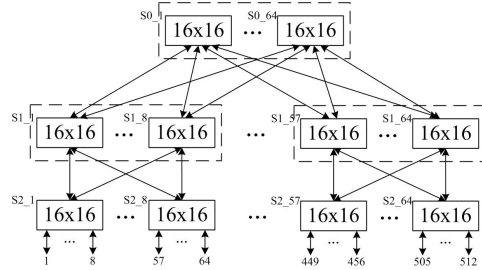 S0_1 S0_64
16x16 ... 16x16
S1_1 S1_8 S1_57 S1_64
16x16 ... 16x16 ... 16x16 ... 16x16
S2_1 S2_8 S2_57 S2_64
16x16 ... 16x16 ... 16x16 ... 16x16
... ... ... ...
1 8 57 64 449 456 505 512